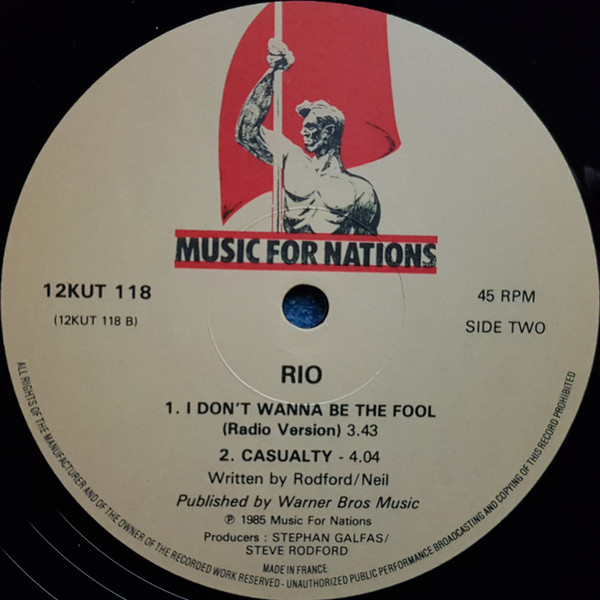 MUSIC FOR NATIONS
12KUT 118
(12KUT 118 B)
45 RPM
SIDE TWO
RIO
1. I DON'T WANNA BE THE FOOL
(Radio Version) 3.43
2. CASUALTY - 4.04
Written by Rodford/Neil
Published by Warner Bros Music
℗ 1985 Music For Nations
Producers : STEPHAN GALFAS/
STEVE RODFORD
MADE IN FRANCE
ALL RIGHTS OF THE MANUFACTURER AND OF THE OWNER OF THE RECORDED WORK RESERVED - UNAUTHORIZED PUBLIC PERFORMANCE BROADCASTING AND COPYING OF THIS RECORD PROHIBITED